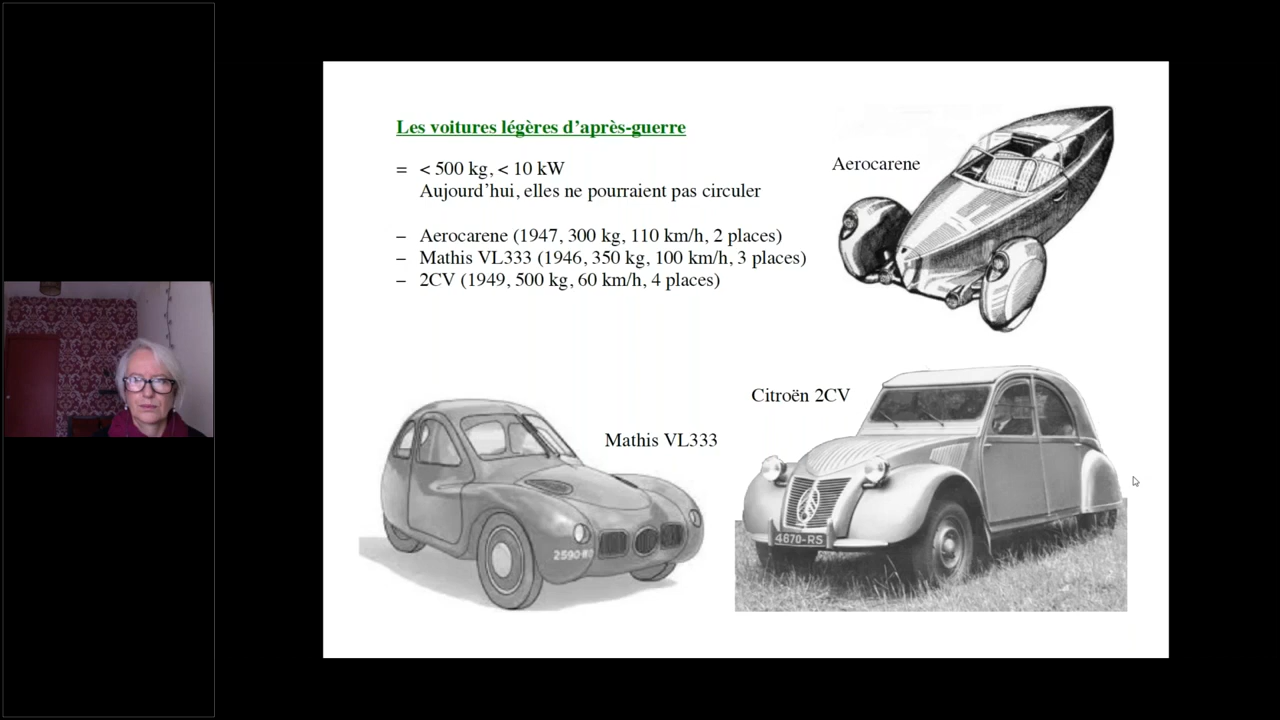 Les voitures légères d'après-guerre
= < 500 kg, < 10 kW
Aujourd'hui, elles ne pourraient pas circuler
– Aerocarene (1947, 300 kg, 110 km/h, 2 places)
– Mathis VL333 (1946, 350 kg, 100 km/h, 3 places)
– 2CV (1949, 500 kg, 60 km/h, 4 places)
Aerocarene
Citroën 2CV
Mathis VL333
4670-RS